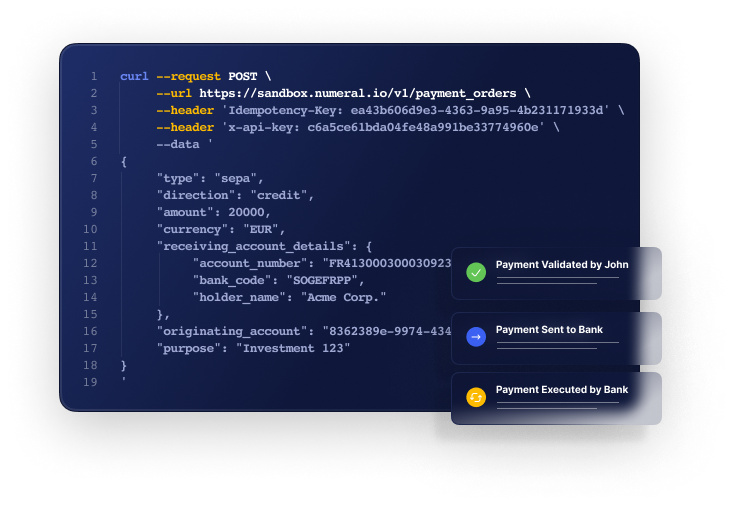 1 curl --request POST \
2 --url https://sandbox.numeral.io/v1/payment_orders \
3 --header 'Idempotency-Key: ea43b606d9e3-4363-9a95-4b231171933d' \
4 --header 'x-api-key: c6a5ce61bda04fe48a991be33774960e' \
5 --data '
6 {
7 "type": "sepa",
8 "direction": "credit",
9 "amount": 20000,
10 "currency": "EUR",
11 "receiving_account_details": {
12 "account_number": "FR413000300030923
13 "bank_code": "SOGEFRPP",
14 "holder_name": "Acme Corp."
15 },
16 "originating_account": "8362389e-9974-434
17 "purpose": "Investment 123"
18 }
19 '
Payment Validated by John
Payment Sent to Bank
Payment Executed by Bank